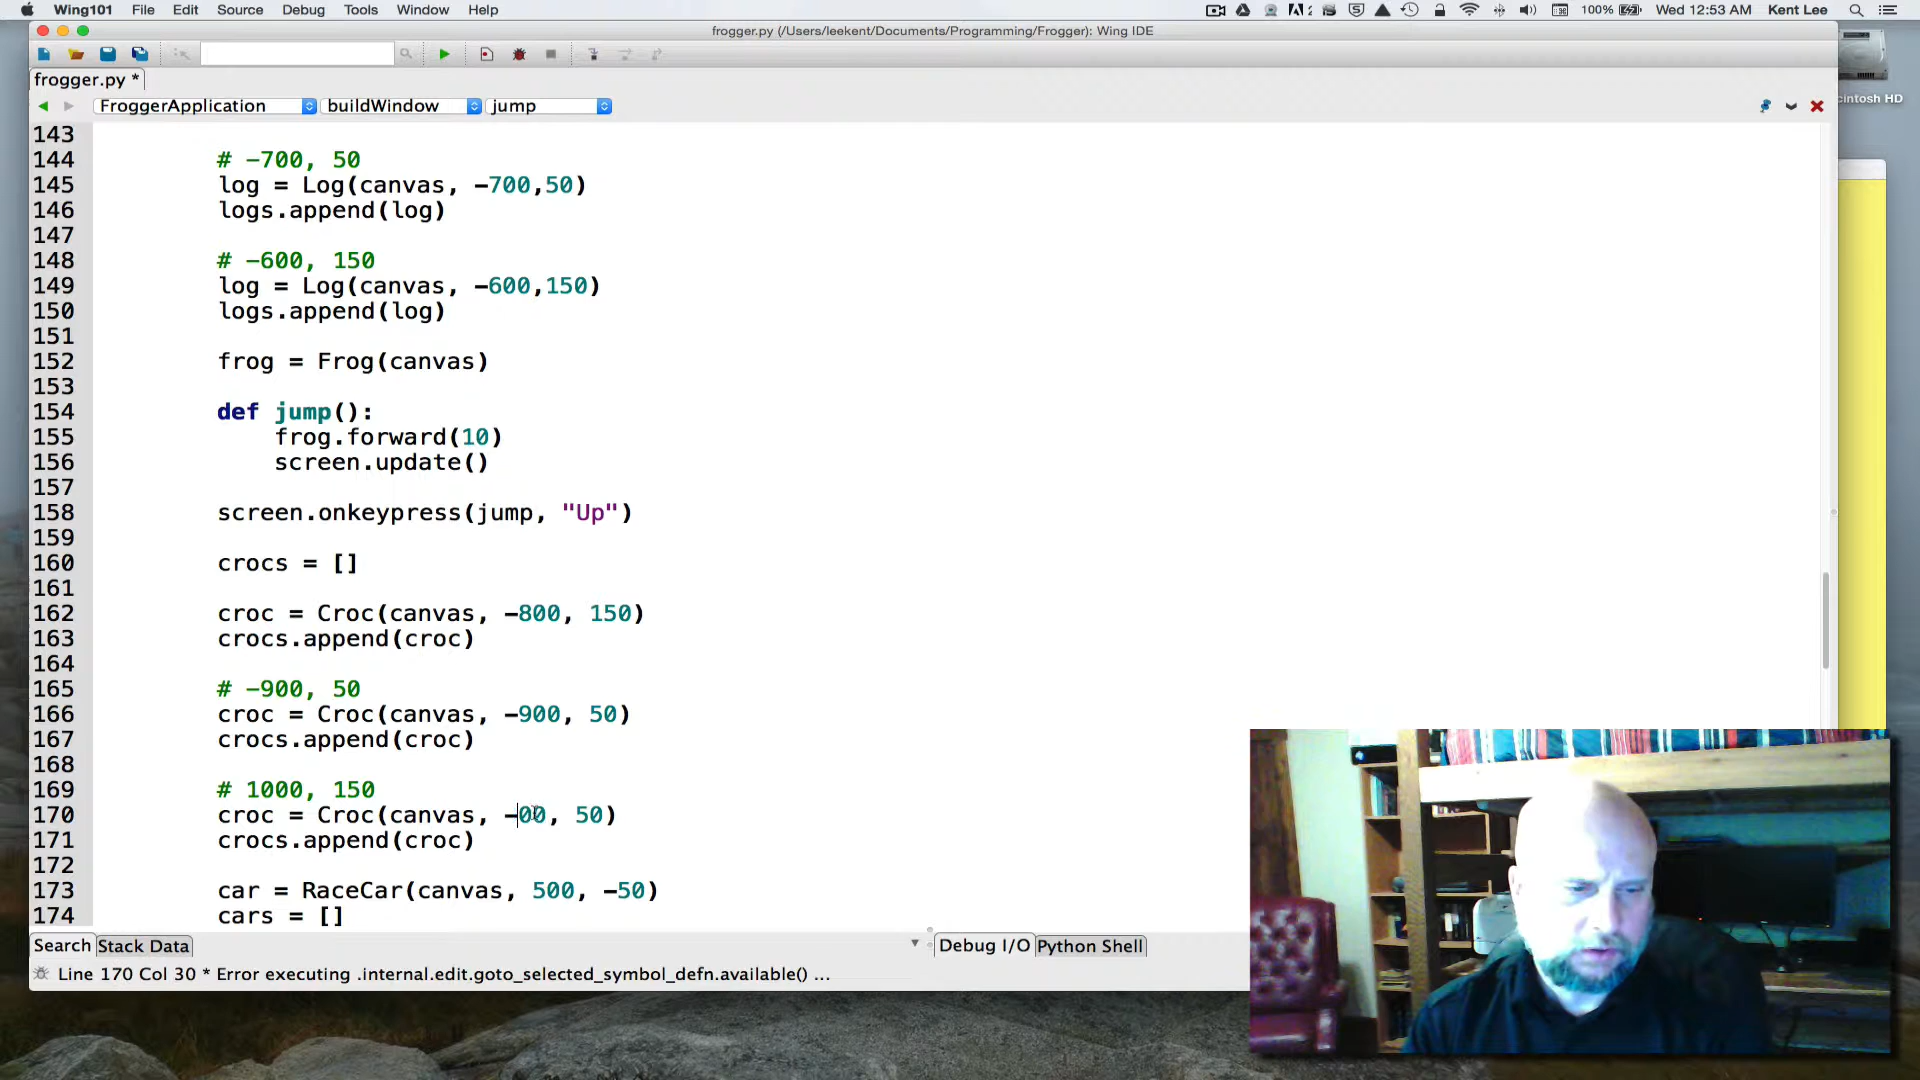 Wing101 File Edit Source Debug Tools Window Help
100% Wed 12:53 AM Kent Lee
frogger.py (/Users/leekent/Documents/Programming/Frogger): Wing IDE
frogger.py *
cintosh HD
FroggerApplication buildWindow jump
143
144 # -700, 50
145 log = Log(canvas, -700,50)
146 logs.append(log)
147
148 # -600, 150
149 log = Log(canvas, -600,150)
150 logs.append(log)
151
152 frog = Frog(canvas)
153
154 def jump():
155 frog.forward(10)
156 screen.update()
157
158 screen.onkeypress(jump, "Up")
159
160 crocs = []
161
162 croc = Croc(canvas, -800, 150)
163 crocs.append(croc)
164
165 # -900, 50
166 croc = Croc(canvas, -900, 50)
167 crocs.append(croc)
168
169 # 1000, 150
170 croc = Croc(canvas, -00, 50)
171 crocs.append(croc)
172
173 car = RaceCar(canvas, 500, -50)
174 cars = []
Search Stack Data Debug I/O Python Shell
Line 170 Col 30 * Error executing .internal.edit.goto_selected_symbol_defn.available() ...